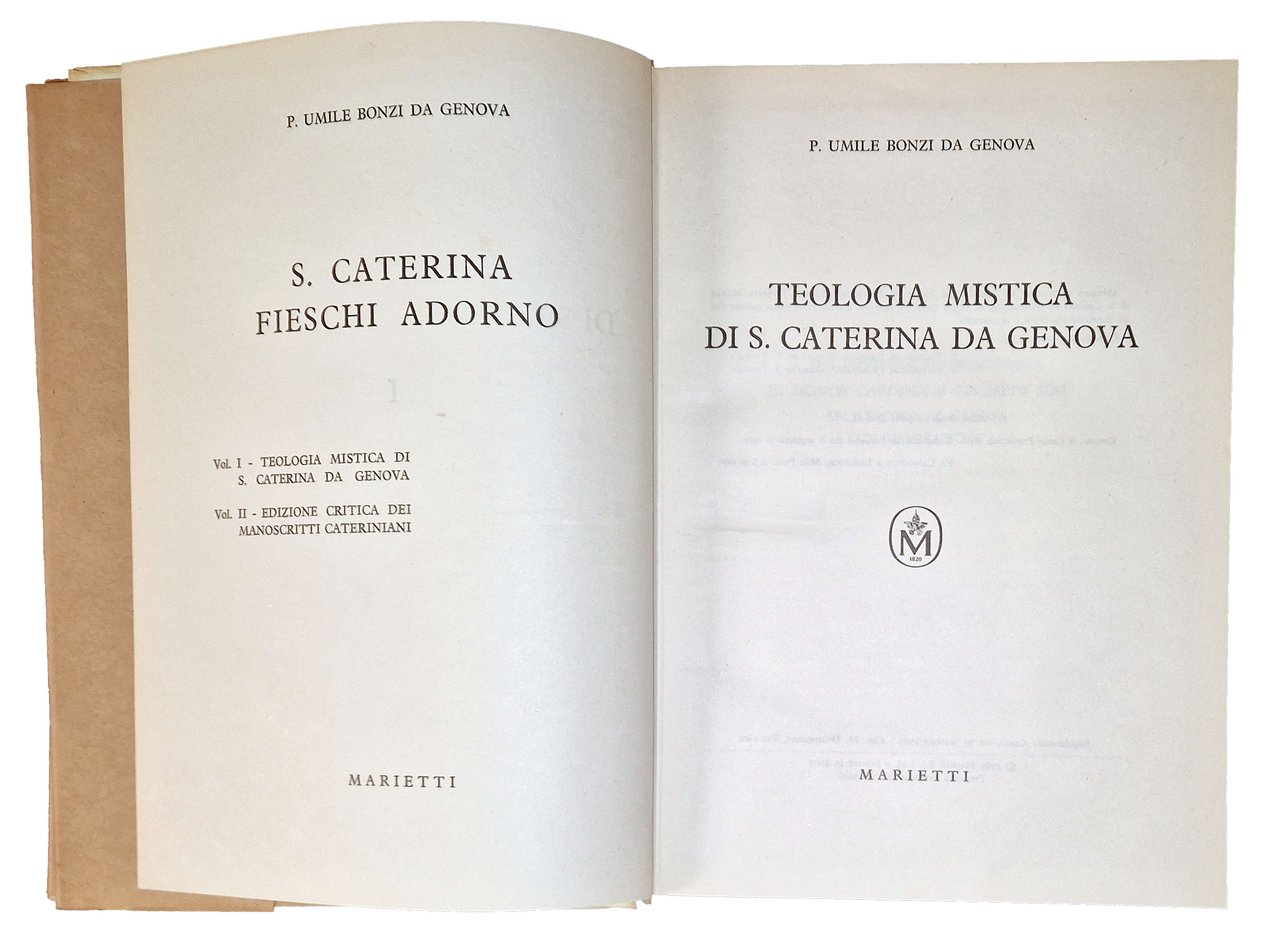 P. UMILE BONZI DA GENOVA
S. CATERINA
FIESCHI ADORNO
Vol. I - TEOLOGIA MISTICA DI
S. CATERINA DA GENOVA
Vol. II - EDIZIONE CRITICA DEI
MANOSCRITTI CATERINIANI
MARIETTI
P. UMILE BONZI DA GENOVA
TEOLOGIA MISTICA
DI S. CATERINA DA GENOVA
M
1820
MARIETTI